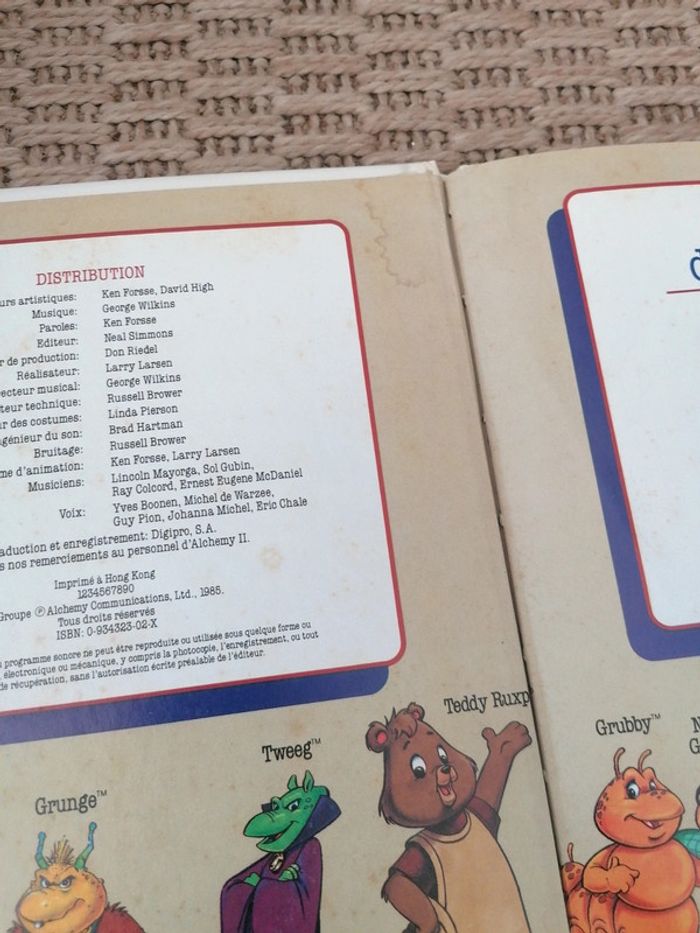 DISTRIBUTION
urs artistiques: Ken Forsse, David High
Musique: George Wilkins
Paroles: Ken Forsse
Editeur: Neal Simmons
r de production: Don Riedel
Réalisateur: Larry Larsen
recteur musical: George Wilkins
teur technique: Russell Brower
ur des costumes: Linda Pierson
ngénieur du son: Brad Hartman
Bruitage: Russell Brower
me d'animation: Ken Forsse, Larry Larsen
Musiciens: Lincoln Mayorga, Sol Gubin,
Ray Colcord, Ernest Eugene McDaniel
Voix: Yves Boonen, Michel de Warzee,
Guy Pion, Johanna Michel, Eric Chale
aduction et enregistrement: Digipro, S.A.
s nos remerciements au personnel d'Alchemy II.
Imprimé à Hong Kong
1234567890
Groupe ℗ Alchemy Communications, Ltd., 1985.
Tous droits réservés
ISBN: 0-934323-02-X
u programme sonore ne peut être reproduite ou utilisée sous quelque forme ou
, électronique ou mécanique, y compris la photocopie, l'enregistrement, ou tout
de récupération, sans l'autorisation écrite préalable de l'éditeur.
Grunge™
Tweeg™
Teddy Ruxp
Grubby™
N
G